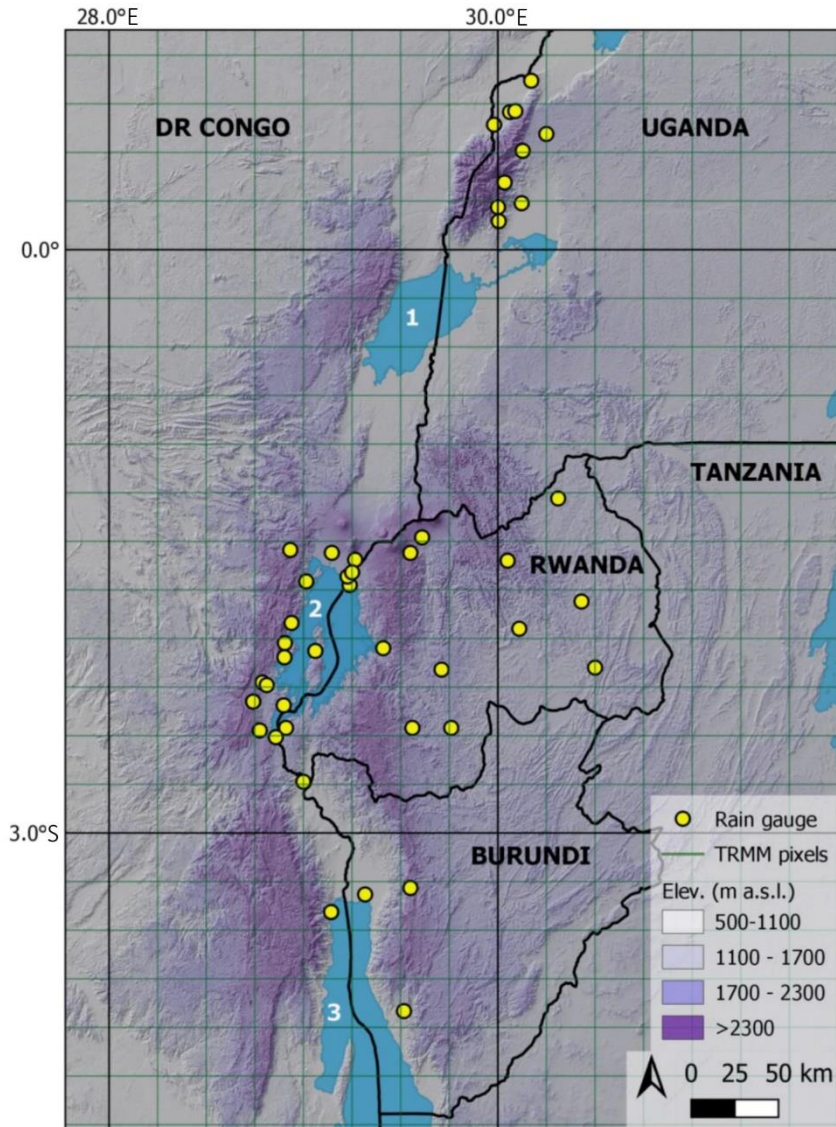 28.0°E 30.0°E
DR CONGO
UGANDA
0.0°
1
TANZANIA
RWANDA
2
3.0°S
BURUNDI
3
Rain gauge
TRMM pixels
Elev. (m a.s.l.)
500-1100
1100 - 1700
1700 - 2300
>2300
0 25 50 km